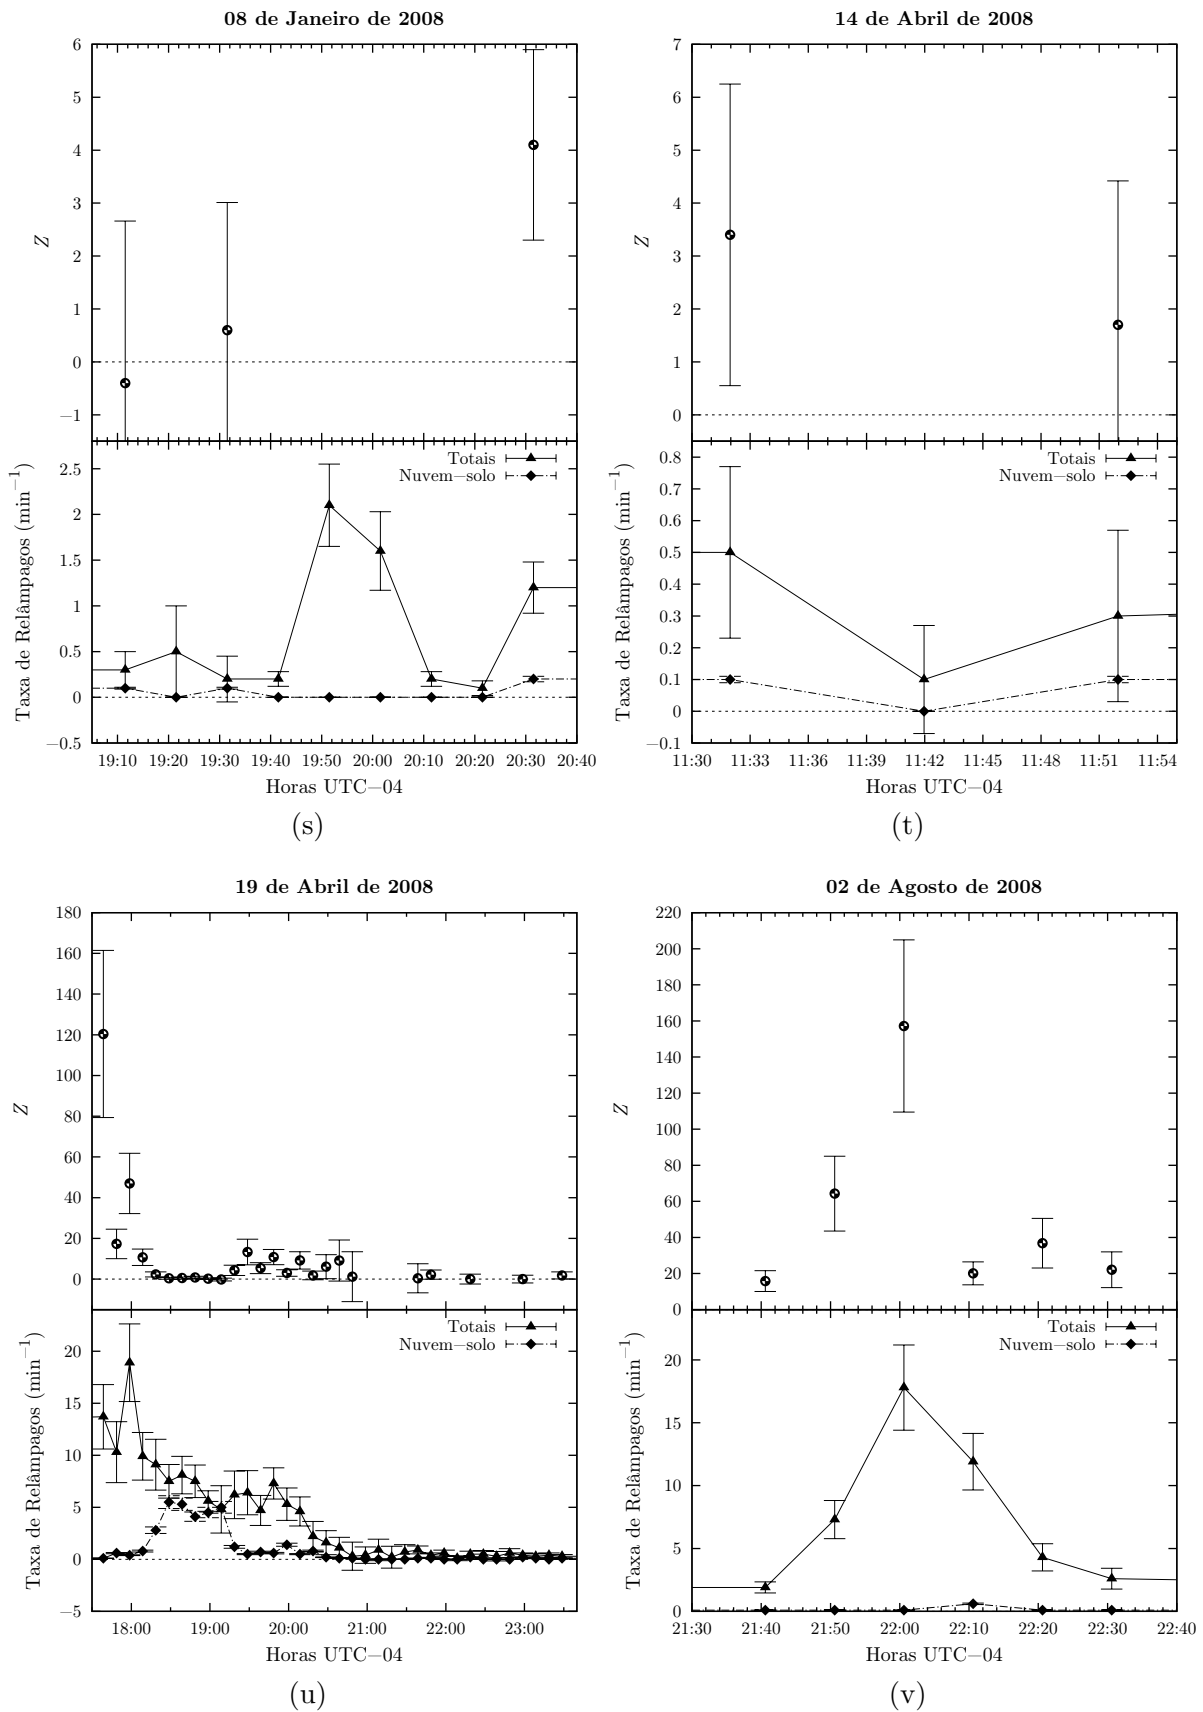 08 de Janeiro de 2008
6
5
4
3
2
1
0
−1
Z
Totais
Nuvem−solo
2.5
2
1.5
1
0.5
0
−0.5
Taxa de Relâmpagos (min−1)
19:10 19:20 19:30 19:40 19:50 20:00 20:10 20:20 20:30 20:40
Horas UTC−04
(s)
14 de Abril de 2008
7
6
5
4
3
2
1
0
Z
Totais
Nuvem−solo
0.8
0.7
0.6
0.5
0.4
0.3
0.2
0.1
0
−0.1
Taxa de Relâmpagos (min−1)
11:30 11:33 11:36 11:39 11:42 11:45 11:48 11:51 11:54
Horas UTC−04
(t)
19 de Abril de 2008
180
160
140
120
100
80
60
40
20
0
Z
Totais
Nuvem−solo
20
15
10
5
0
−5
Taxa de Relâmpagos (min−1)
18:00 19:00 20:00 21:00 22:00 23:00
Horas UTC−04
(u)
02 de Agosto de 2008
220
200
180
160
140
120
100
80
60
40
20
0
Z
Totais
Nuvem−solo
20
15
10
5
0
Taxa de Relâmpagos (min−1)
21:30 21:40 21:50 22:00 22:10 22:20 22:30 22:40
Horas UTC−04
(v)